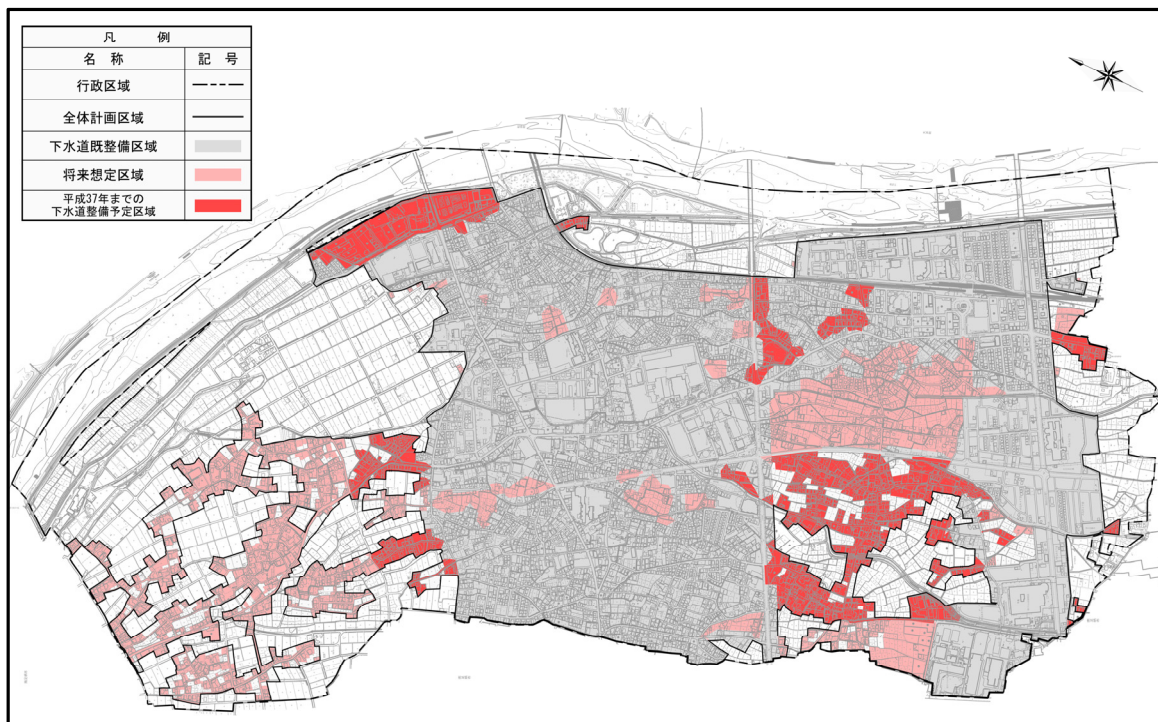 凡 例
名 称 記 号
行政区域
全体計画区域
下水道既整備区域
将来想定区域
平成37年までの
下水道整備予定区域